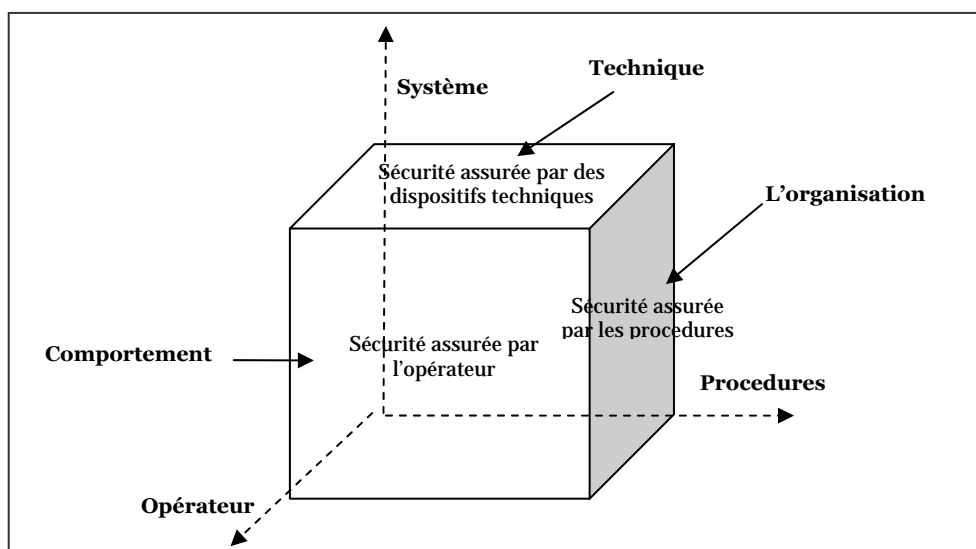 Technique
Système
Sécurité assurée par des
dispositifs techniques
L'organisation
Sécurité assurée
par les procedures
Sécurité assurée par
l'opérateur
Comportement
Procedures
Opérateur